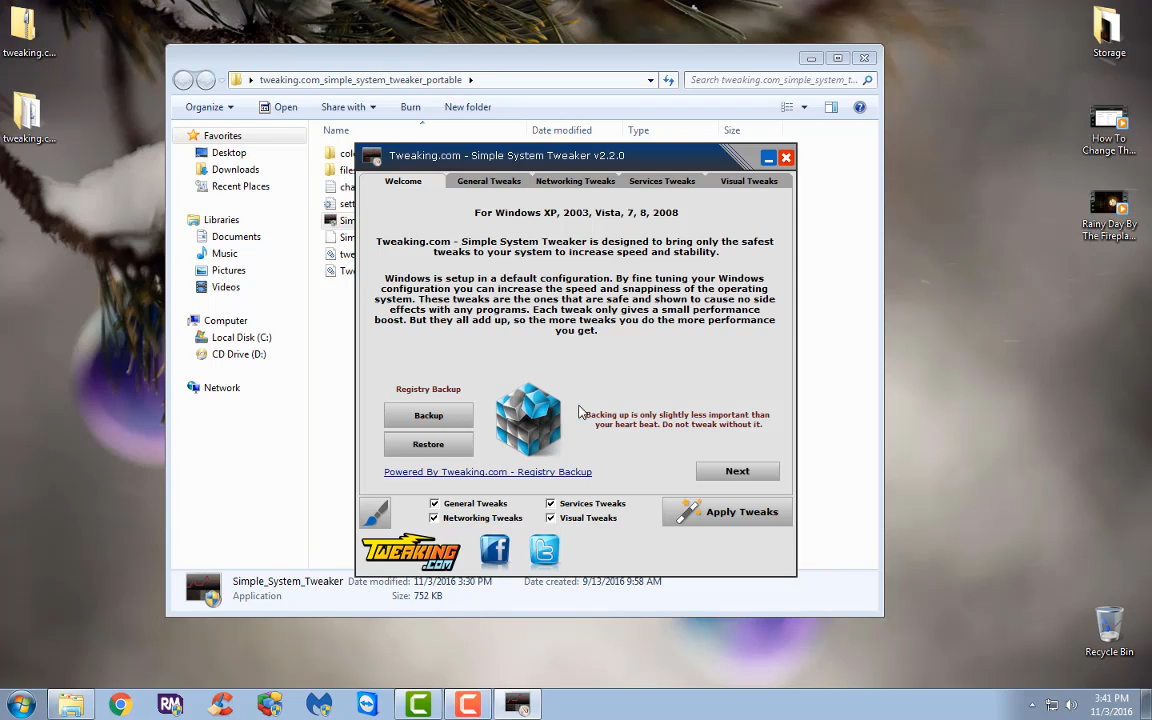 tweaking.c...
tweaking.c...
Storage
How To
Change Th...
Rainy Day By
The Firepla...
Recycle Bin
tweaking.com_simple_system_tweaker_portable
Search tweaking.com_simple_system_t...
Organize
Open
Share with
Burn
New folder
Favorites
Desktop
Downloads
Recent Places
Libraries
Documents
Music
Pictures
Videos
Computer
Local Disk (C:)
CD Drive (D:)
Network
Name
Date modified
Type
Size
col
files
cha
set
Sim
Sim
twe
Tw
Tweaking.com - Simple System Tweaker v2.2.0
Welcome
General Tweaks
Networking Tweaks
Services Tweaks
Visual Tweaks
For Windows XP, 2003, Vista, 7, 8, 2008
Tweaking.com - Simple System Tweaker is designed to bring only the safest
tweaks to your system to increase speed and stability.
Windows is setup in a default configuration. By fine tuning your Windows
configuration you can increase the speed and snappiness of the operating
system. These tweaks are the ones that are safe and shown to cause no side
effects with any programs. Each tweak only gives a small performance
boost. But they all add up, so the more tweaks you do the more performance
you get.
Registry Backup
Backup
Restore
Powered By Tweaking.com - Registry Backup
Backing up is only slightly less important than
your heart beat. Do not tweak without it.
Next
General Tweaks
Services Tweaks
Networking Tweaks
Visual Tweaks
Apply Tweaks
TWEAKING
.COM
Simple_System_Tweaker
Date modified: 11/3/2016 3:30 PM
Date created: 9/13/2016 9:58 AM
Application
Size: 752 KB
RM
3:41 PM
11/3/2016